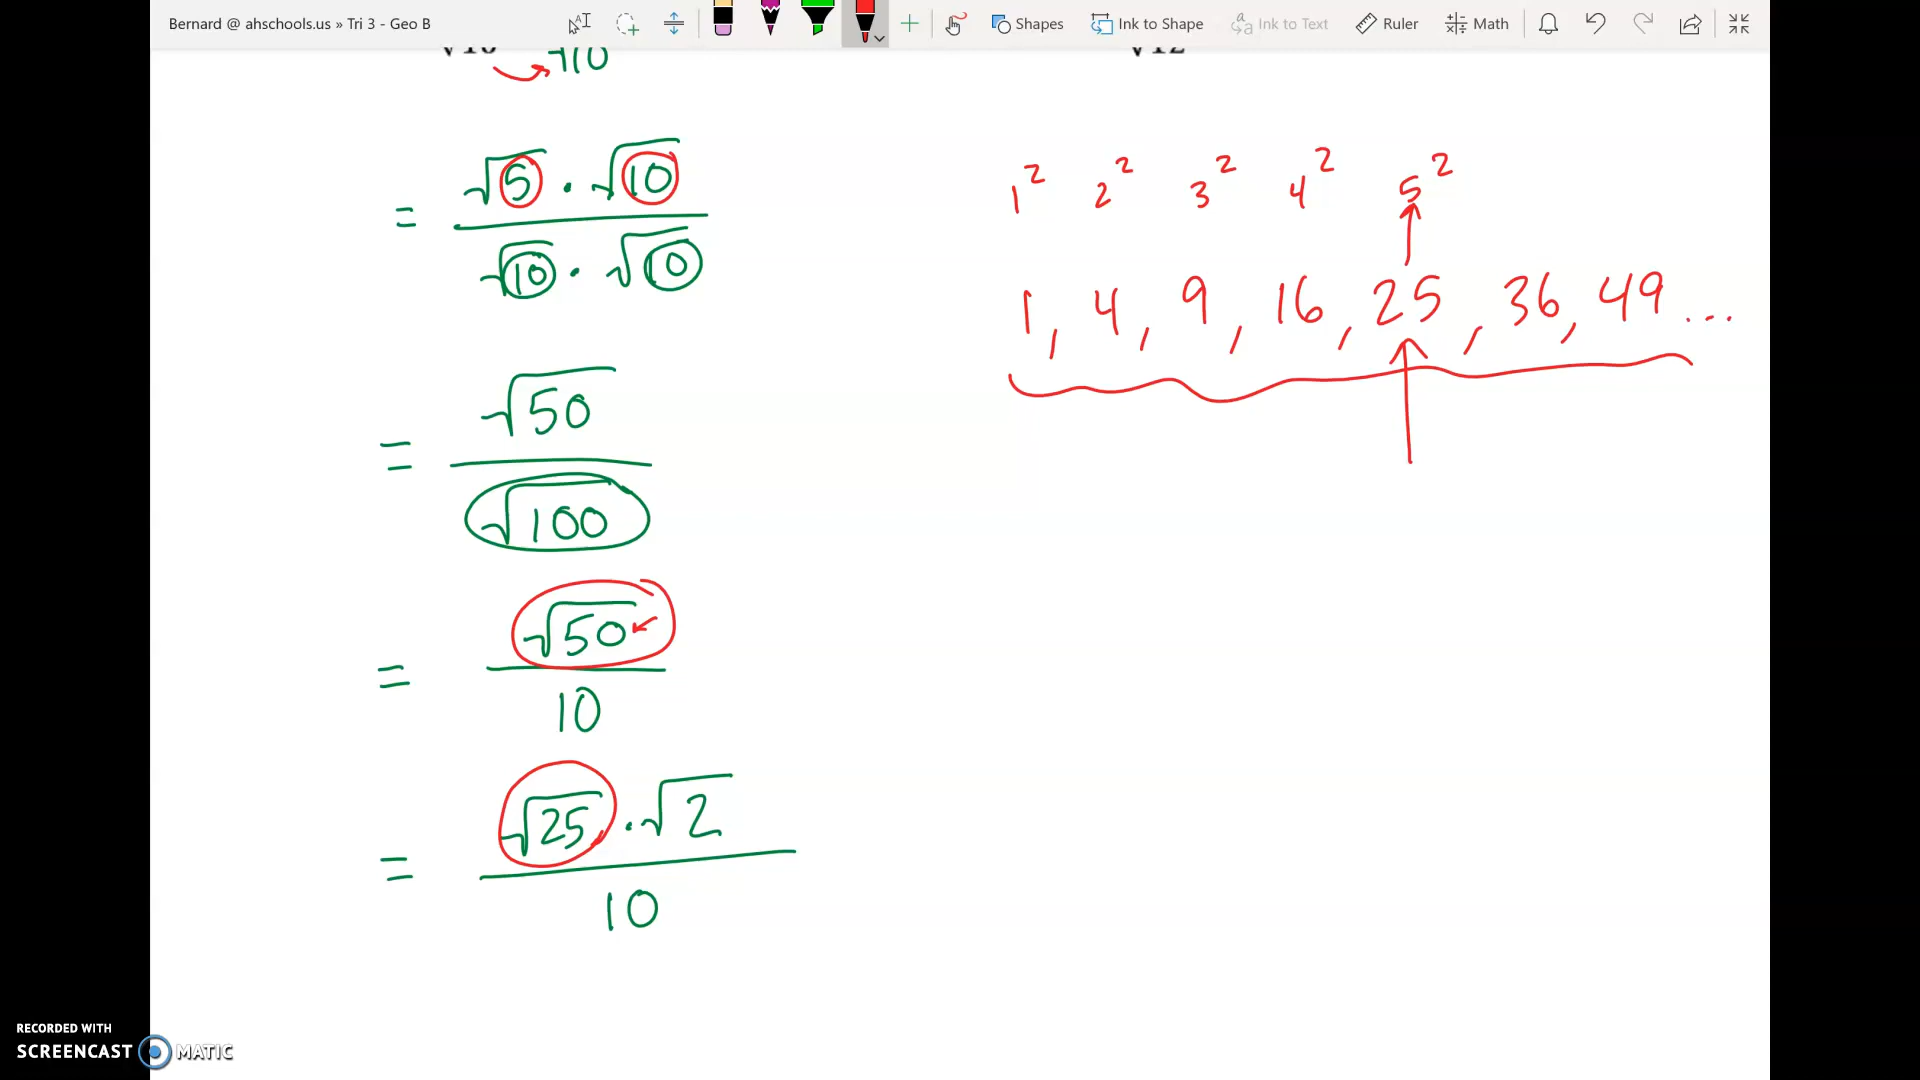 Bernard @ ahschools.us » Tri 3 - Geo B
Shapes Ink to Shape Ink to Text Ruler Math
√10 √10
√12
= √5 · √10
√10 · √10
= √50
√100
= √50
10
= √25 · √2
10
1² 2² 3² 4² 5²
1, 4, 9, 16, 25, 36, 49 ...
RECORDED WITH
SCREENCAST MATIC